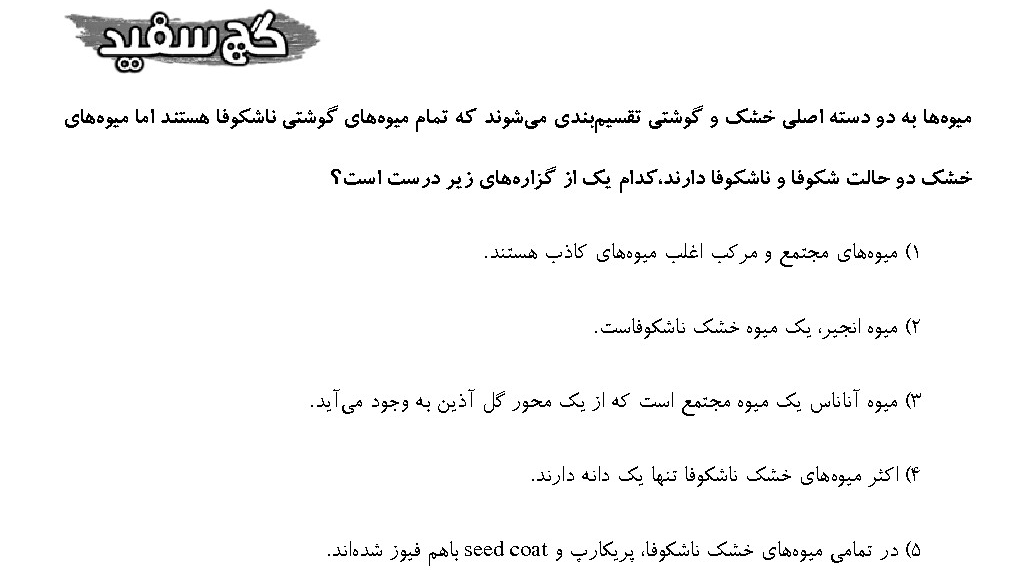 گچ سفید
میوه‌ها به دو دسته اصلی خشک و گوشتی تقسیم‌بندی می‌شوند که تمام میوه‌های گوشتی ناشکوفا هستند اما میوه‌های
خشک دو حالت شکوفا و ناشکوفا دارند،کدام یک از گزاره‌های زیر درست است؟
۱) میوه‌های مجتمع و مرکب اغلب میوه‌های کاذب هستند.
۲) میوه انجیر، یک میوه خشک ناشکوفاست.
۳) میوه آناناس یک میوه مجتمع است که از یک محور گل آذین به وجود می‌آید.
۴) اکثر میوه‌های خشک ناشکوفا تنها یک دانه دارند.
۵) در تمامی میوه‌های خشک ناشکوفا، پریکارپ و seed coat باهم فیوز شده‌اند.